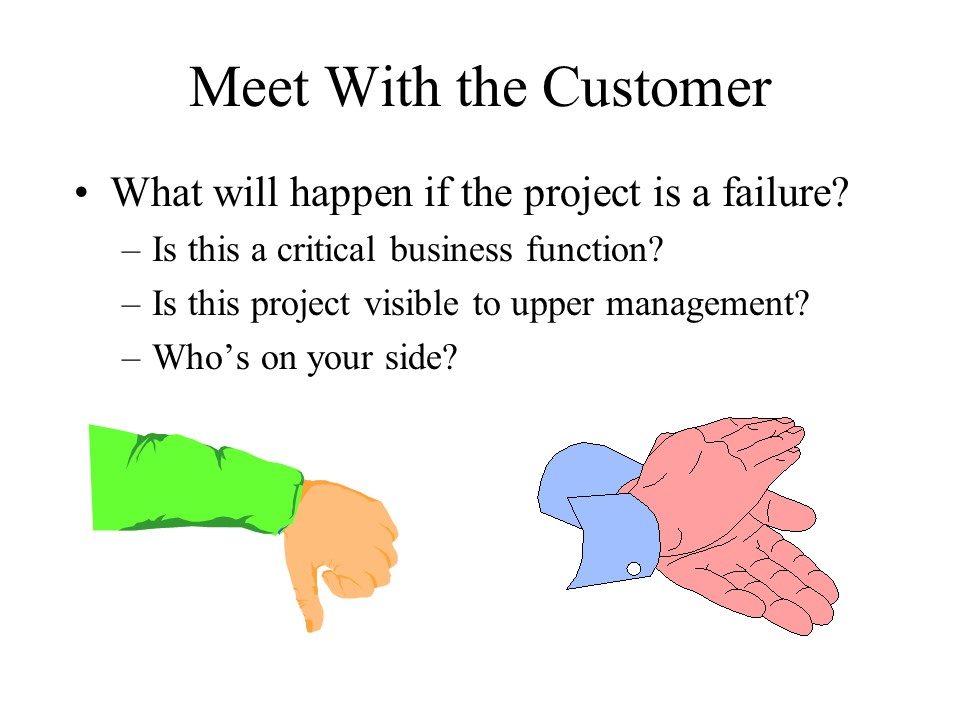 Meet With the Customer
• What will happen if the project is a failure?
– Is this a critical business function?
– Is this project visible to upper management?
– Who’s on your side?